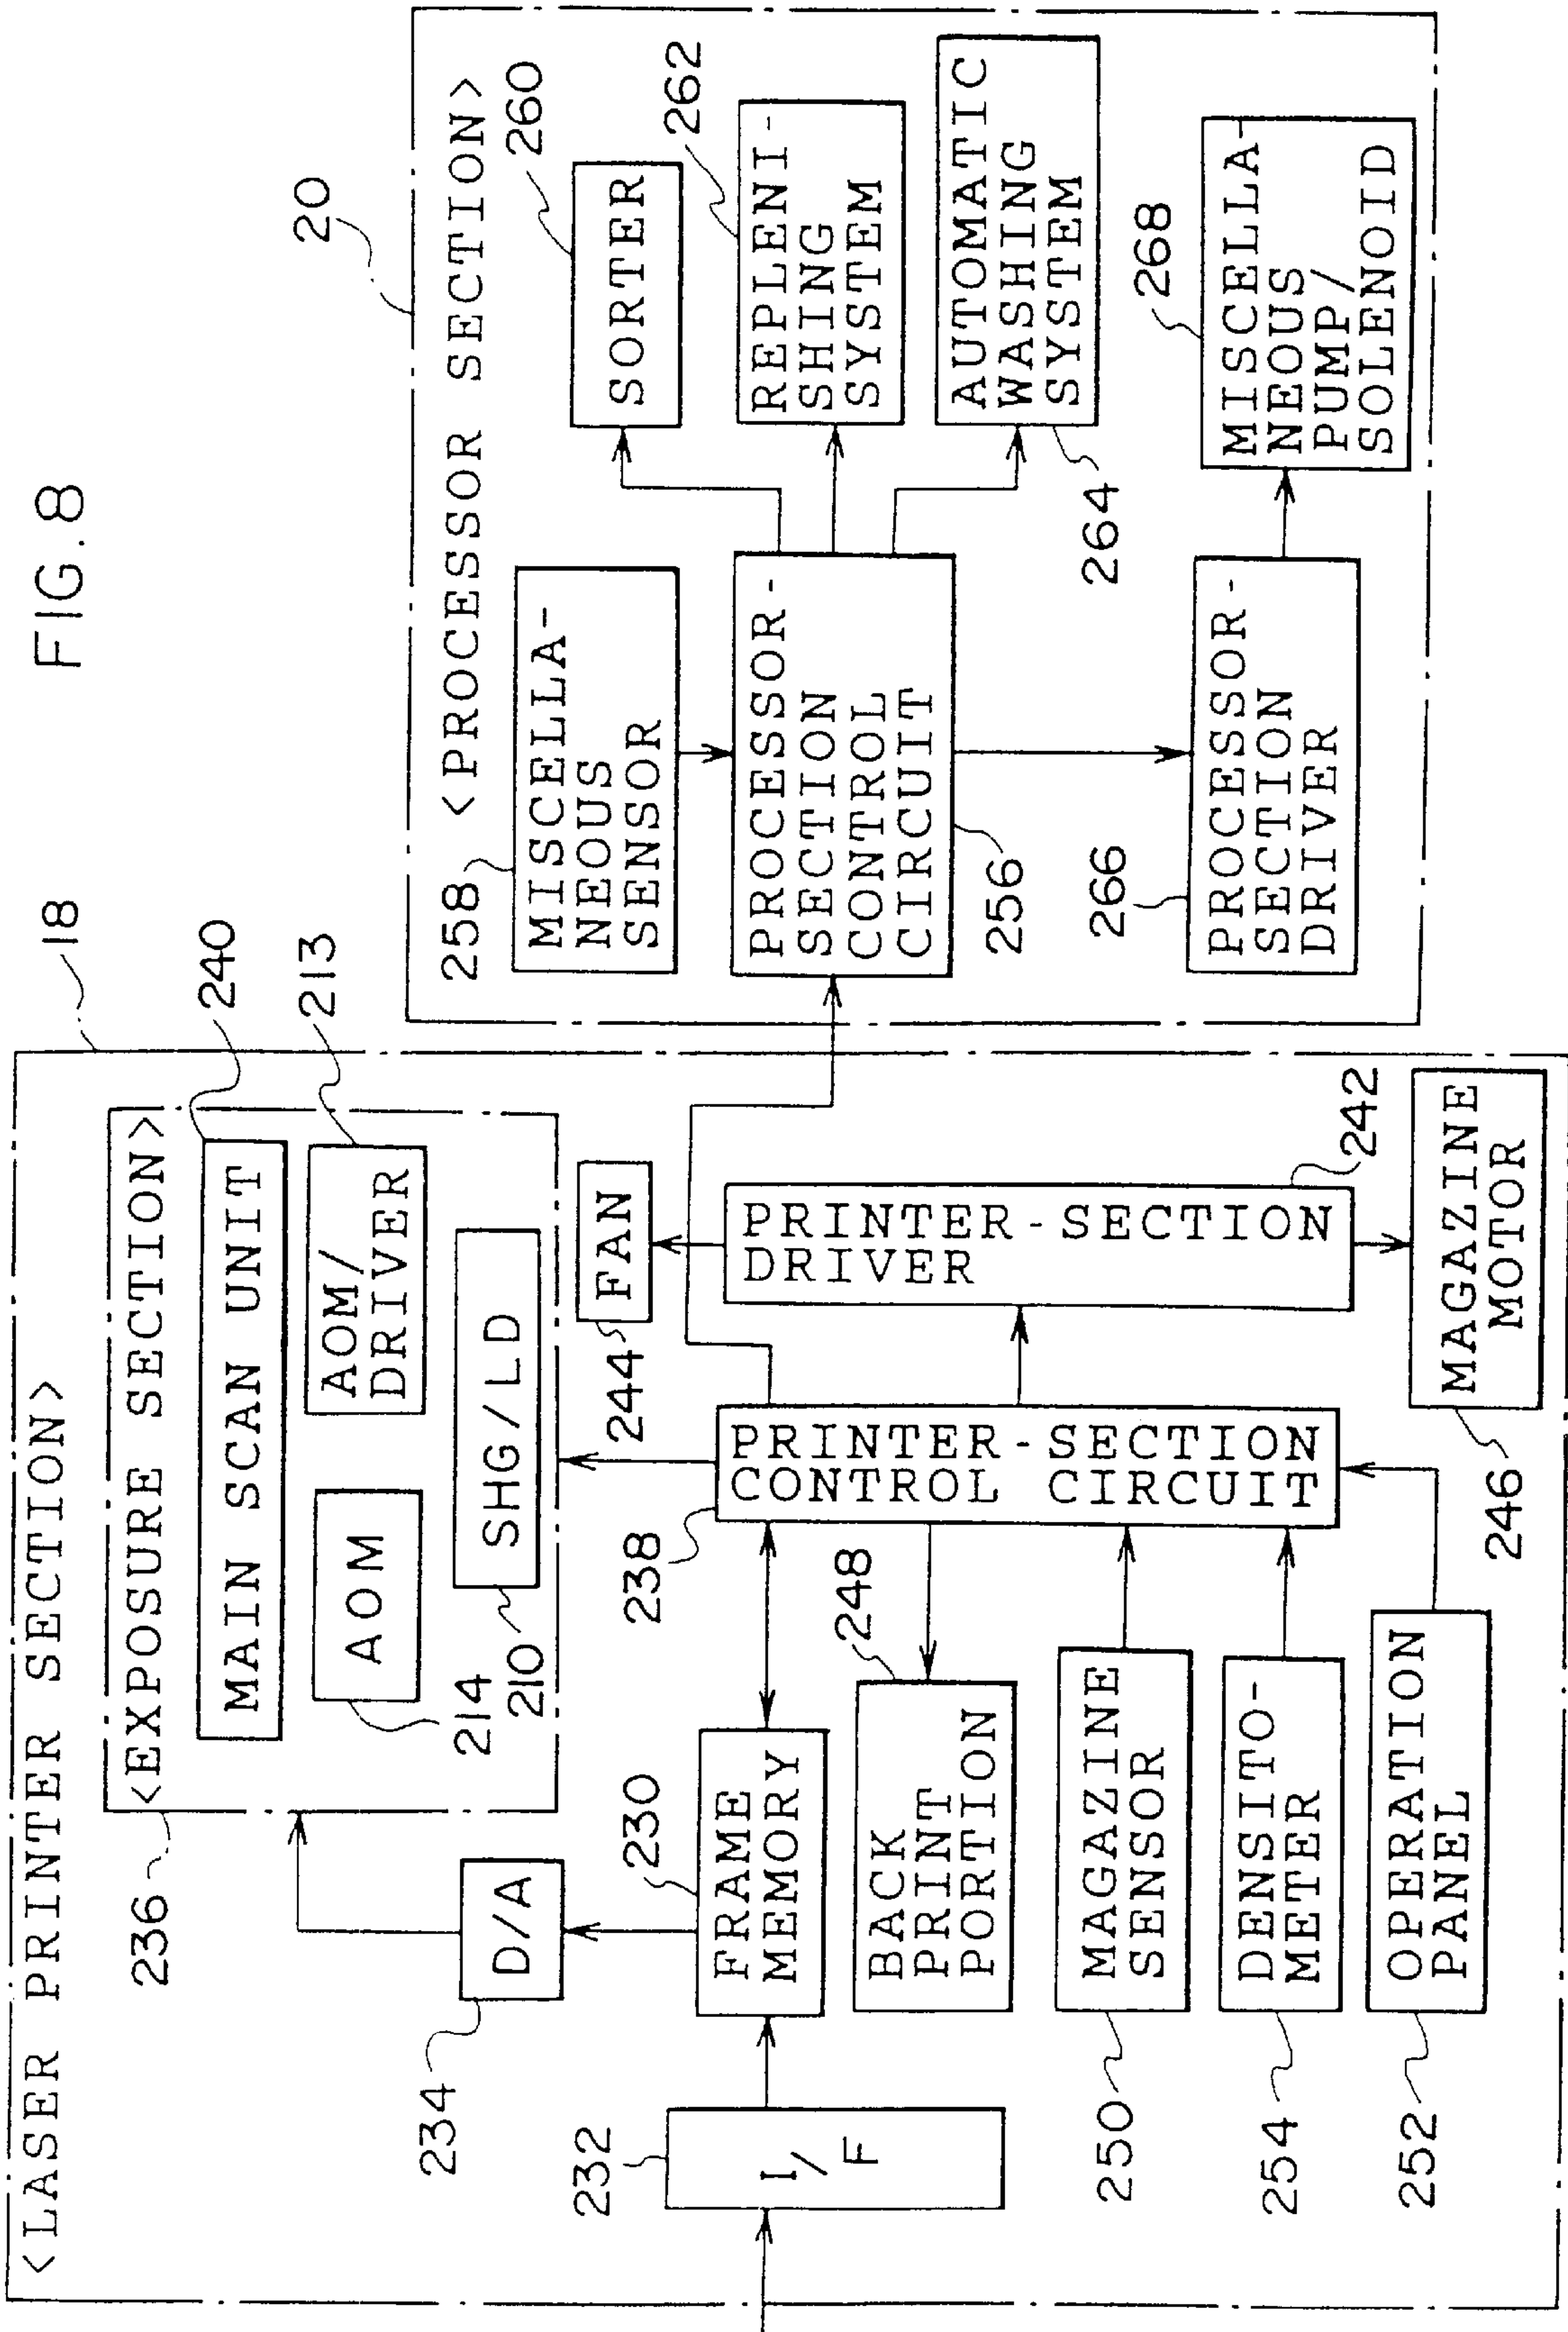 FIG. 8
<LASER PRINTER SECTION>
18
<EXPOSURE SECTION>
236
MAIN SCAN UNIT
240
AOM
214
AOM/
DRIVER
213
SHG/LD
210
D/A
234
I/F
232
FRAME
MEMORY
230
PRINTER-SECTION
CONTROL CIRCUIT
238
FAN
244
PRINTER-SECTION
DRIVER
242
MAGAZINE
MOTOR
246
BACK
PRINT
PORTION
248
MAGAZINE
SENSOR
250
DENSITO-
METER
254
OPERATION
PANEL
252
<PROCESSOR SECTION>
20
MISCELLA-
NEOUS
SENSOR
258
PROCESSOR-
SECTION
CONTROL
CIRCUIT
256
SORTER
260
REPLENI-
SHING
SYSTEM
262
AUTOMATIC
WASHING
SYSTEM
264
PROCESSOR-
SECTION
DRIVER
266
MISCELLA-
NEOUS
PUMP/
SOLENOID
268